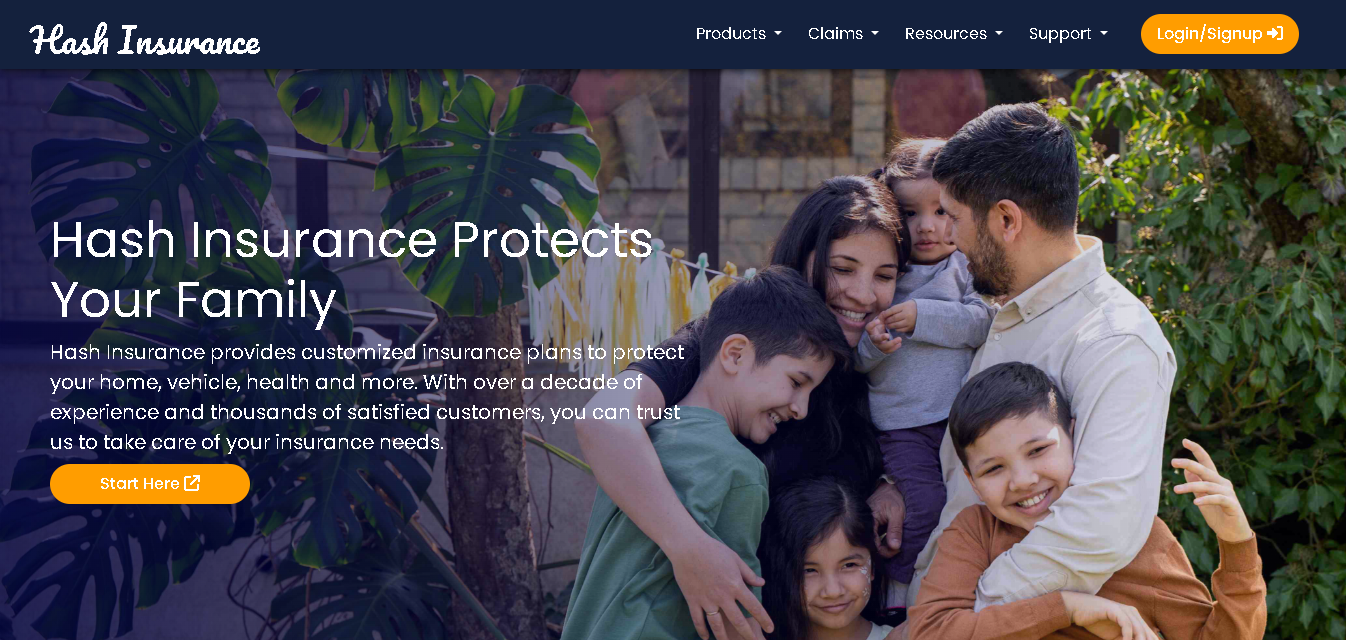 Hash Insurance
Products
Claims
Resources
Support
Login/Signup
Hash Insurance Protects
Your Family
Hash Insurance provides customized insurance plans to protect
your home, vehicle, health and more. With over a decade of
experience and thousands of satisfied customers, you can trust
us to take care of your insurance needs.
Start Here